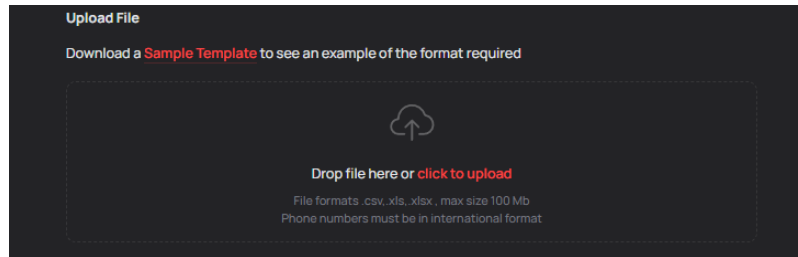 Upload File
Download a Sample Template to see an example of the format required
Drop file here or click to upload
File formats .csv,.xls,.xlsx , max size 100 Mb
Phone numbers must be in international format